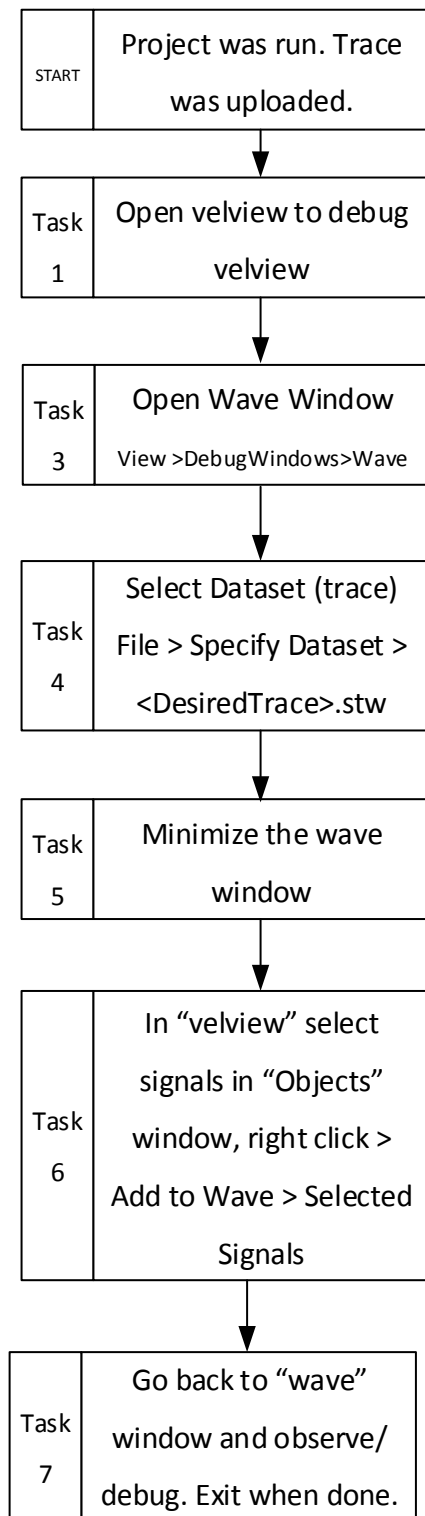 START
Project was run. Trace
was uploaded.
Task
1
Open velview to debug
velview
Task
3
Open Wave Window
View >DebugWindows>Wave
Task
4
Select Dataset (trace)
File > Specify Dataset >
<DesiredTrace>.stw
Task
5
Minimize the wave
window
Task
6
In “velview” select
signals in “Objects”
window, right click >
Add to Wave > Selected
Signals
Task
7
Go back to “wave”
window and observe/
debug. Exit when done.